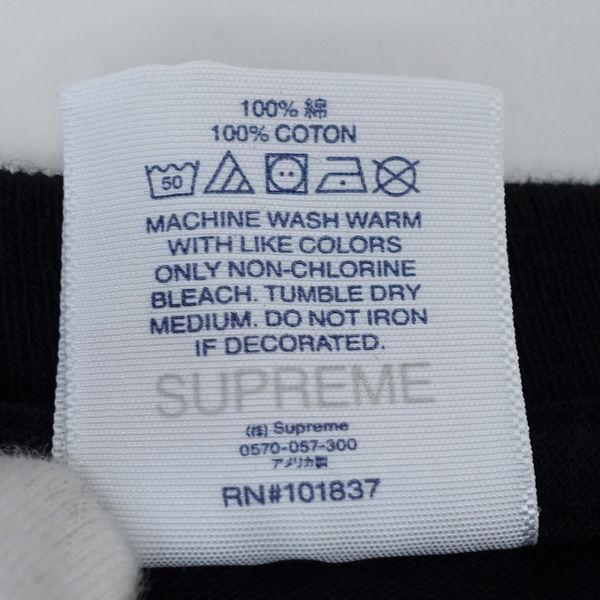 100% 綿
100% COTON
50
MACHINE WASH WARM
WITH LIKE COLORS
ONLY NON-CHLORINE
BLEACH. TUMBLE DRY
MEDIUM. DO NOT IRON
IF DECORATED.
SUPREME
(株) Supreme
0570-057-300
アメリカ製
RN#101837